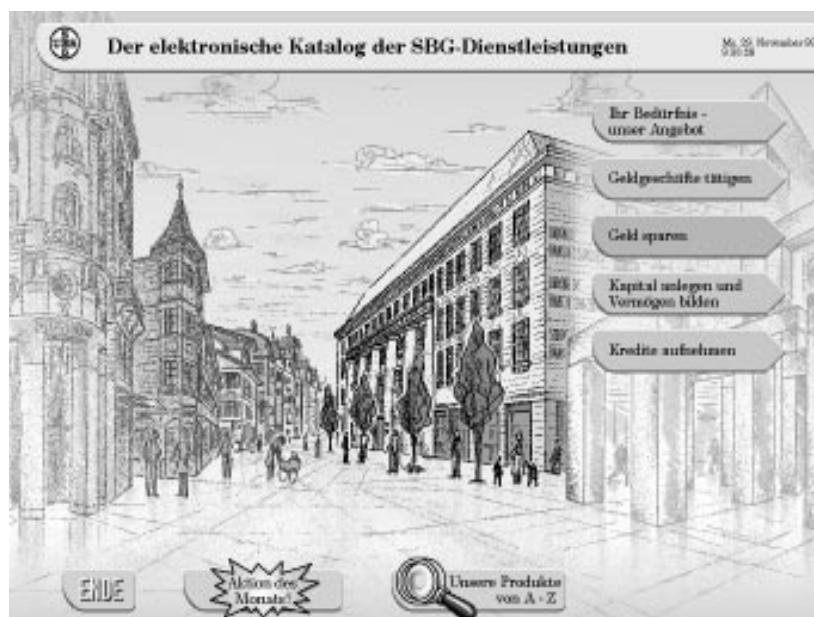 Der elektronische Katalog der SBG-Dienstleistungen
November
Ihr Bedürfnis -
unser Angebot
Geldgeschäfte tätigen
Geld sparen
Kapital anlegen und
Vermögen bilden
Kredite aufnehmen
ENDE
Aktion des
Monats!
Unsere Produkte
von A - Z